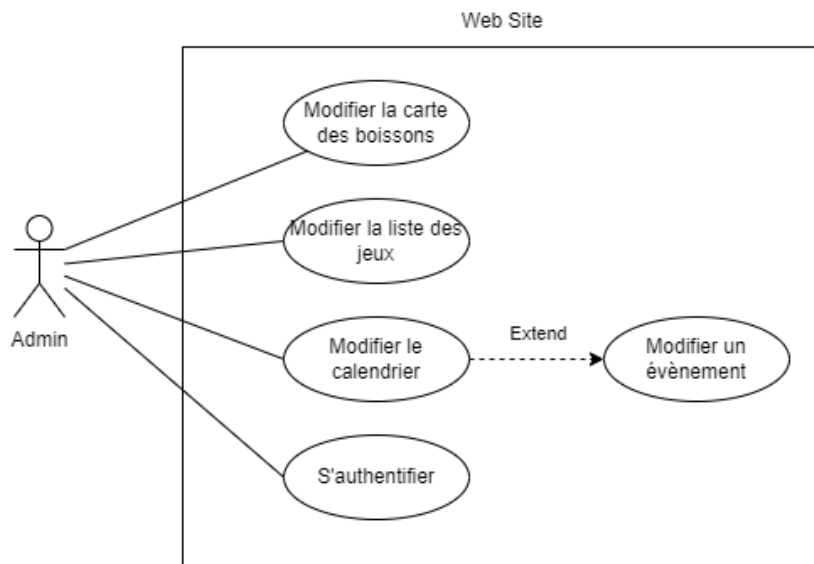 Web Site
Modifier la carte
des boissons
Modifier la liste des
jeux
Admin
Modifier le
calendrier
Extend
Modifier un
évènement
S'authentifier